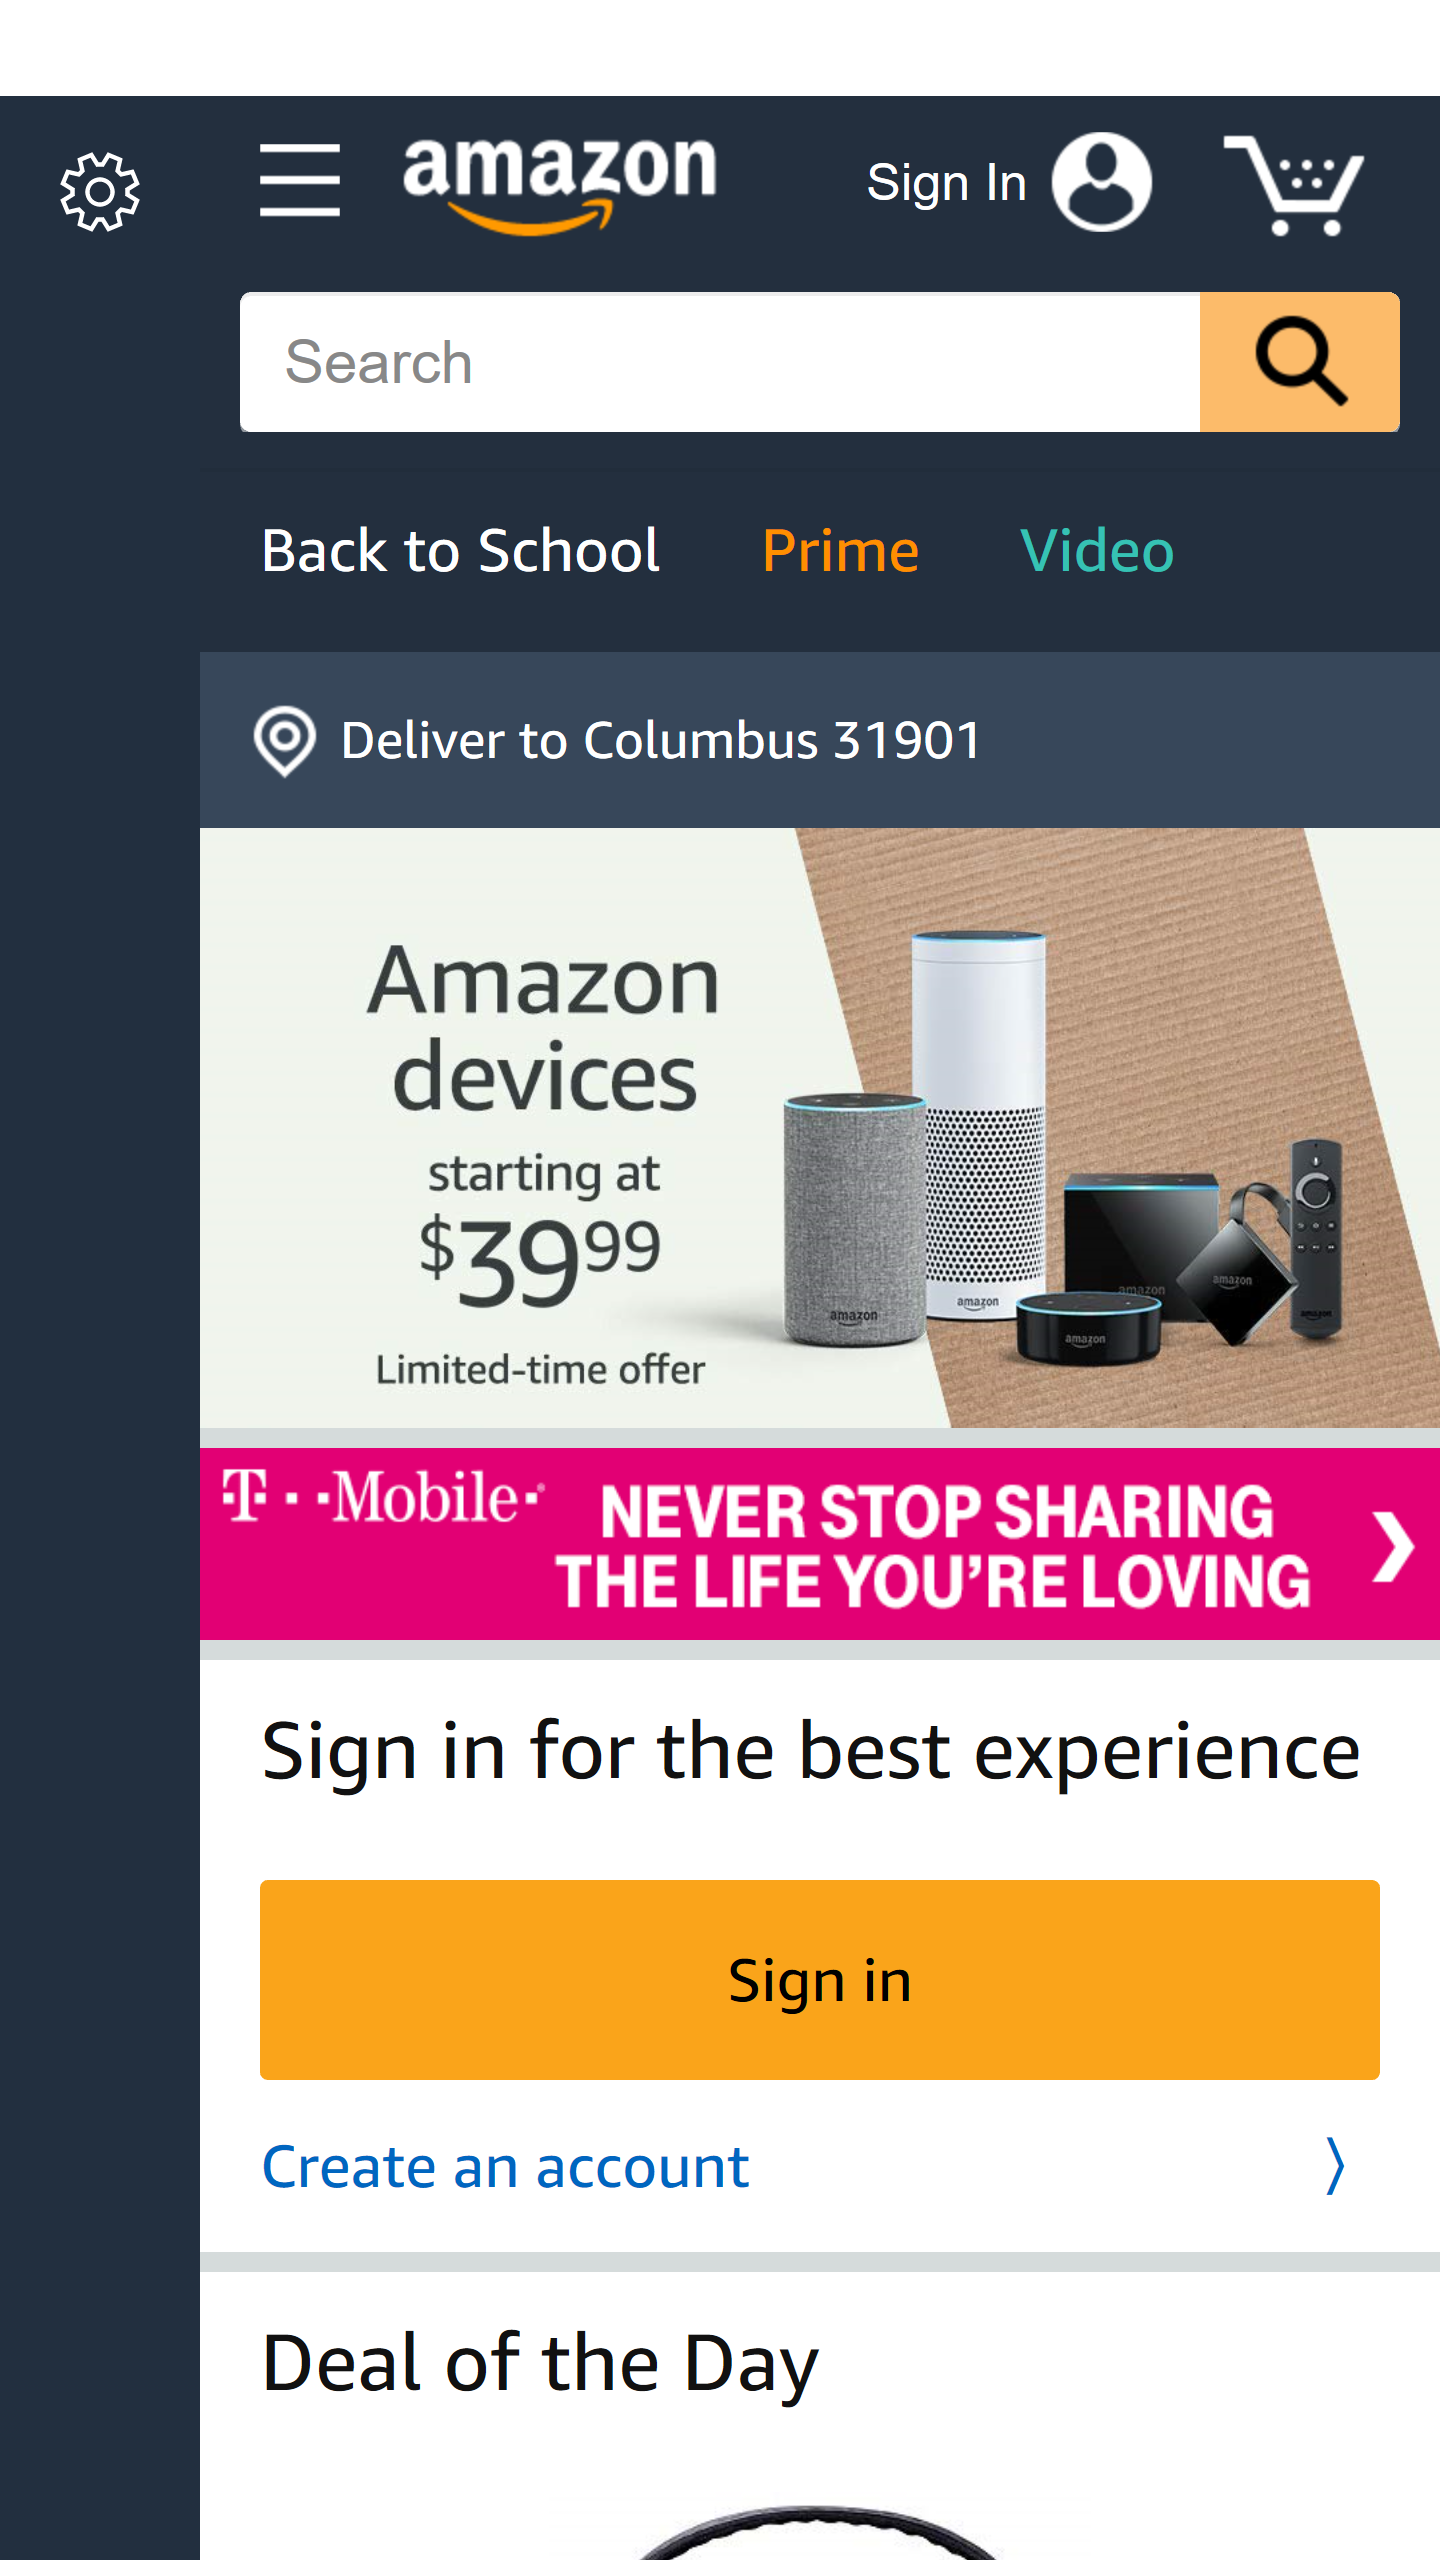 amazon
Sign In
Search
Back to School Prime Video
Deliver to Columbus 31901
Amazon
devices
starting at
$39 99
Limited-time offer
amazon
amazon
amazon
amazon
amazon
amazon
T··Mobile·®
NEVER STOP SHARING
THE LIFE YOU'RE LOVING
Sign in for the best experience
Sign in
Create an account
Deal of the Day